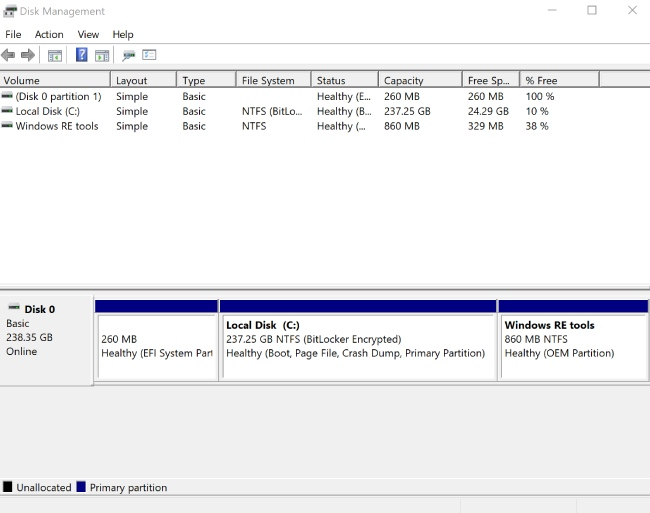 Disk Management
File Action View Help
Volume Layout Type File System Status Capacity Free Sp... % Free
(Disk 0 partition 1) Simple Basic Healthy (E... 260 MB 260 MB 100 %
Local Disk (C:) Simple Basic NTFS (BitLo... Healthy (B... 237.25 GB 24.29 GB 10 %
Windows RE tools Simple Basic NTFS Healthy (... 860 MB 329 MB 38 %
Disk 0
Basic
238.35 GB
Online
260 MB
Healthy (EFI System Part
Local Disk (C:)
237.25 GB NTFS (BitLocker Encrypted)
Healthy (Boot, Page File, Crash Dump, Primary Partition)
Windows RE tools
860 MB NTFS
Healthy (OEM Partition)
Unallocated Primary partition